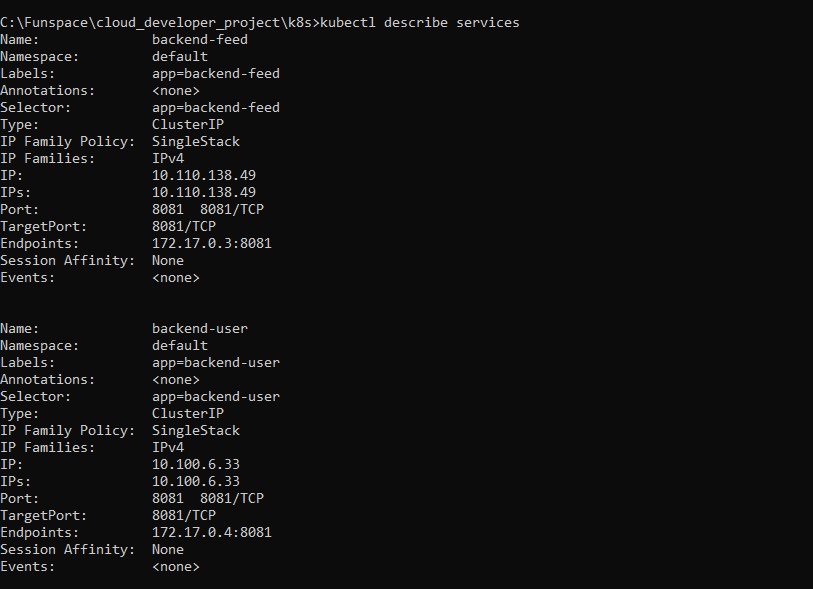 C:\Funspace\cloud_developer_project\k8s>kubectl describe services
Name:              backend-feed
Namespace:         default
Labels:            app=backend-feed
Annotations:       <none>
Selector:          app=backend-feed
Type:              ClusterIP
IP Family Policy:  SingleStack
IP Families:       IPv4
IP:                10.110.138.49
IPs:               10.110.138.49
Port:              8081  8081/TCP
TargetPort:        8081/TCP
Endpoints:         172.17.0.3:8081
Session Affinity:  None
Events:            <none>
Name:              backend-user
Namespace:         default
Labels:            app=backend-user
Annotations:       <none>
Selector:          app=backend-user
Type:              ClusterIP
IP Family Policy:  SingleStack
IP Families:       IPv4
IP:                10.100.6.33
IPs:               10.100.6.33
Port:              8081  8081/TCP
TargetPort:        8081/TCP
Endpoints:         172.17.0.4:8081
Session Affinity:  None
Events:            <none>